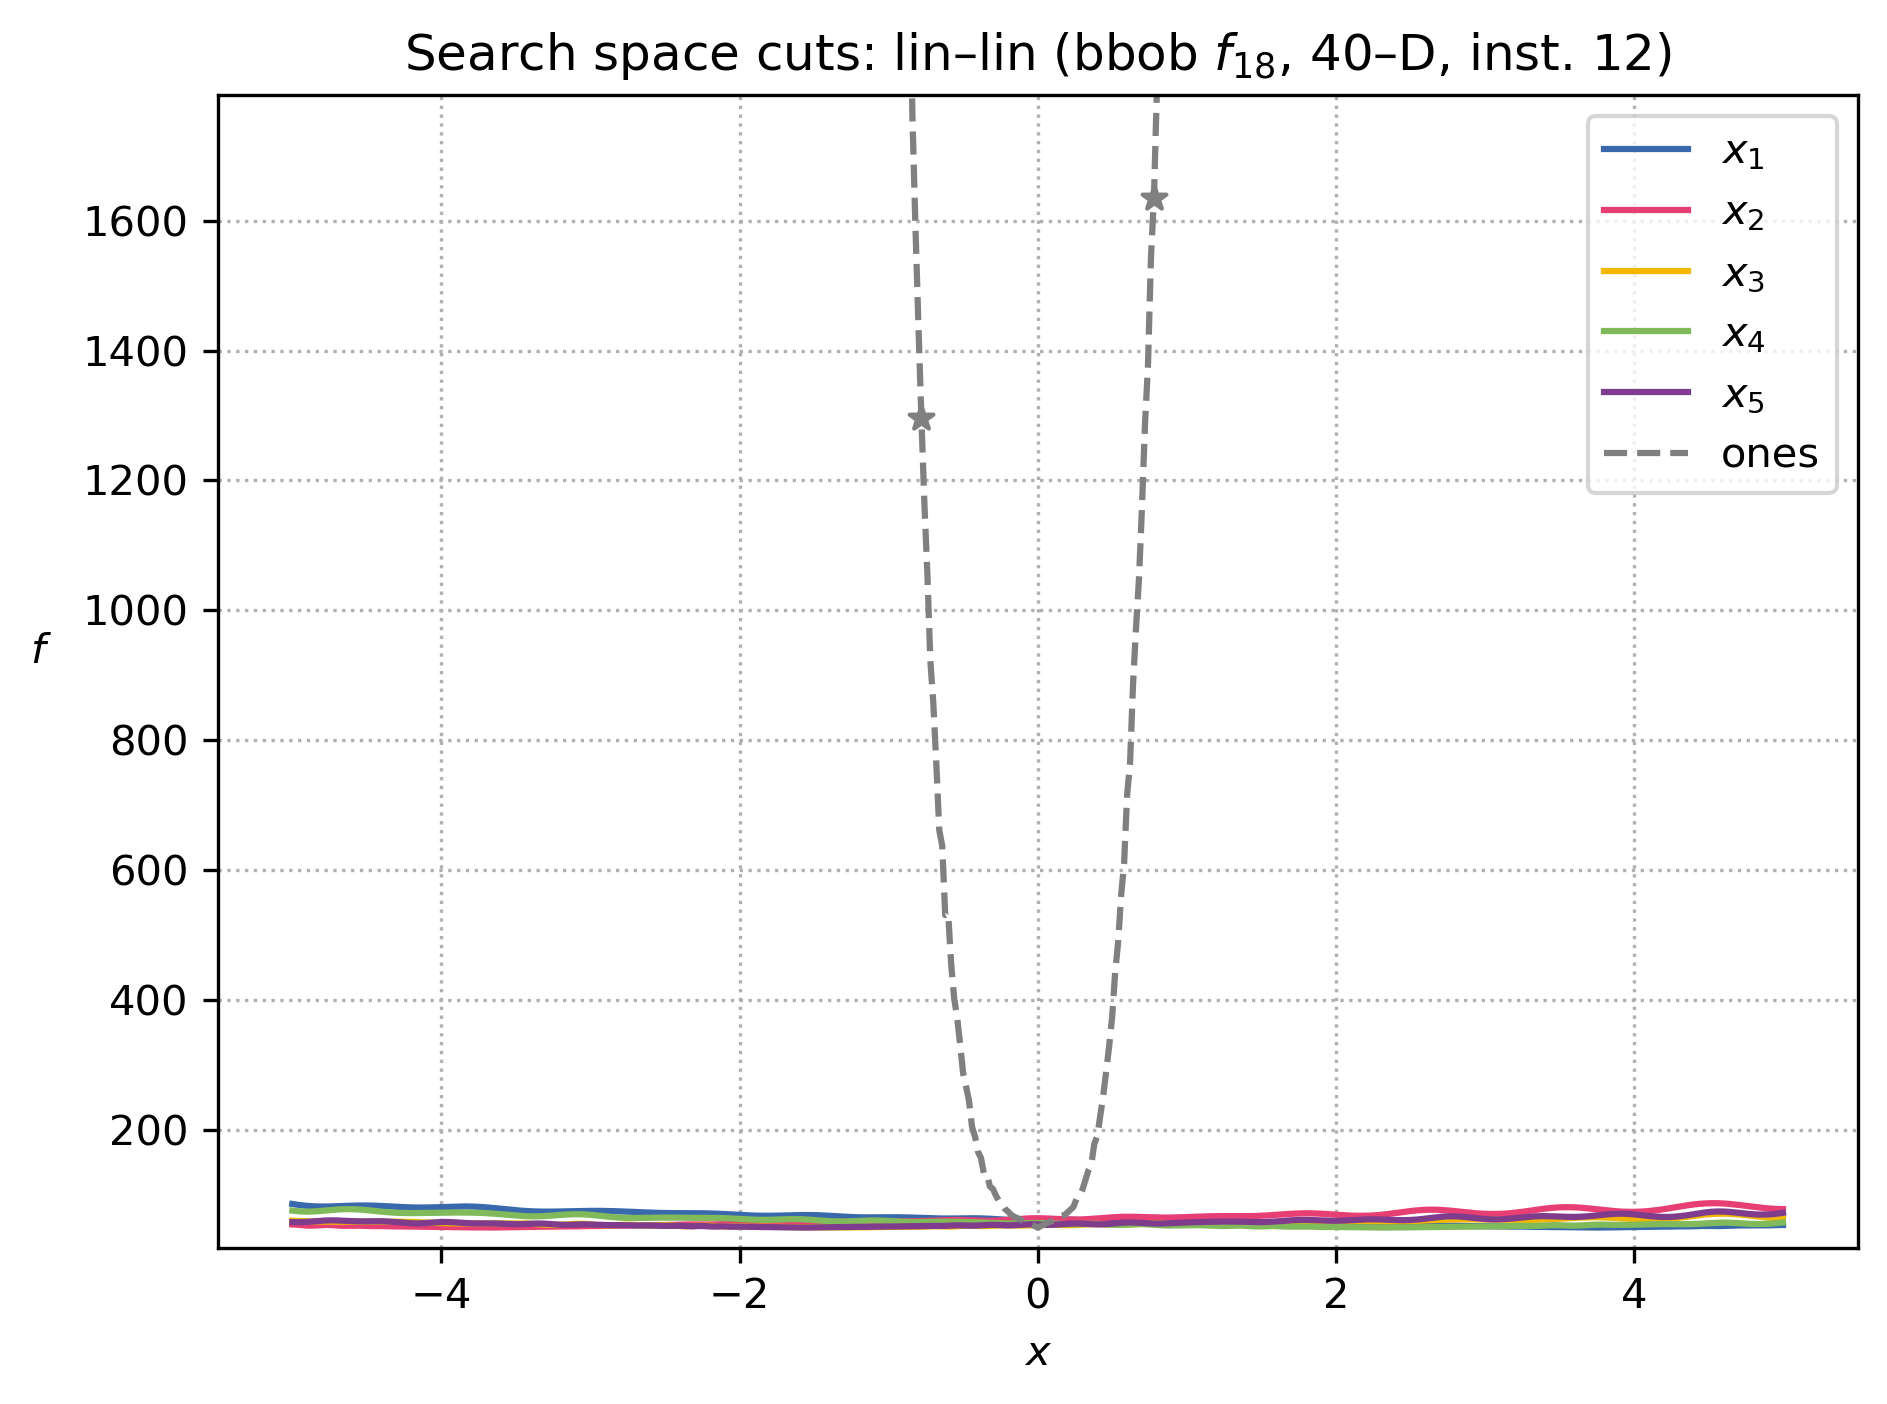 Search space cuts: lin–lin (bbob f₁₈, 40–D, inst. 12)
x₁
x₂
x₃
x₄
x₅
ones
1600
1400
1200
1000
800
600
400
200
f
−4
−2
0
2
4
x